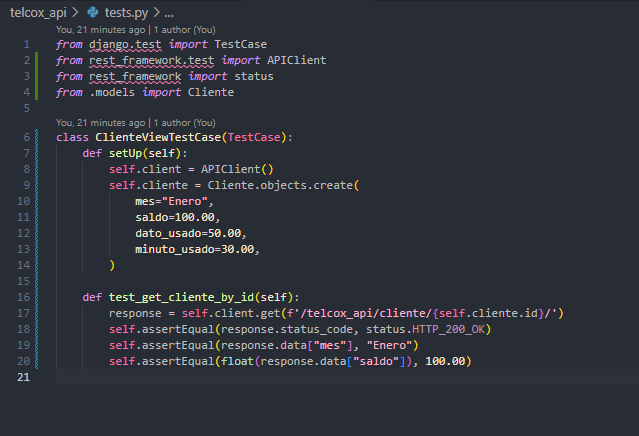 telcox_api > tests.py > ...
You, 21 minutes ago | 1 author (You)
1 from django.test import TestCase
2 from rest_framework.test import APIClient
3 from rest_framework import status
4 from .models import Cliente
5
You, 21 minutes ago | 1 author (You)
6 class ClienteViewTestCase(TestCase):
7     def setUp(self):
8         self.client = APIClient()
9         self.cliente = Cliente.objects.create(
10             mes="Enero",
11             saldo=100.00,
12             dato_usado=50.00,
13             minuto_usado=30.00,
14         )
15
16     def test_get_cliente_by_id(self):
17         response = self.client.get(f'/telcox_api/cliente/{self.cliente.id}/')
18         self.assertEqual(response.status_code, status.HTTP_200_OK)
19         self.assertEqual(response.data["mes"], "Enero")
20         self.assertEqual(float(response.data["saldo"]), 100.00)
21